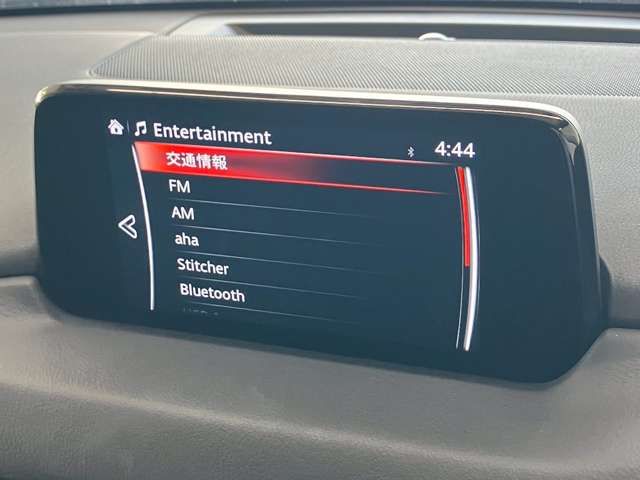 Entertainment
4:44
交通情報
FM
AM
aha
Stitcher
Bluetooth